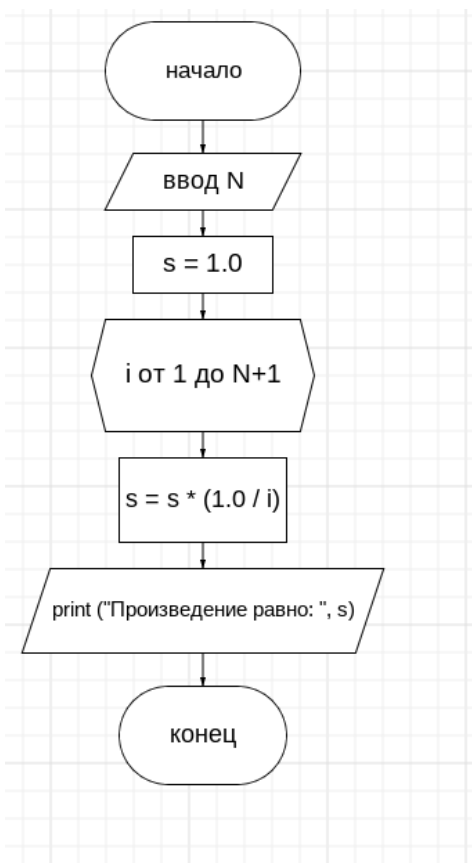 начало
ввод N
s = 1.0
i от 1 до N+1
s = s * (1.0 / i)
print ("Произведение равно: ", s)
конец